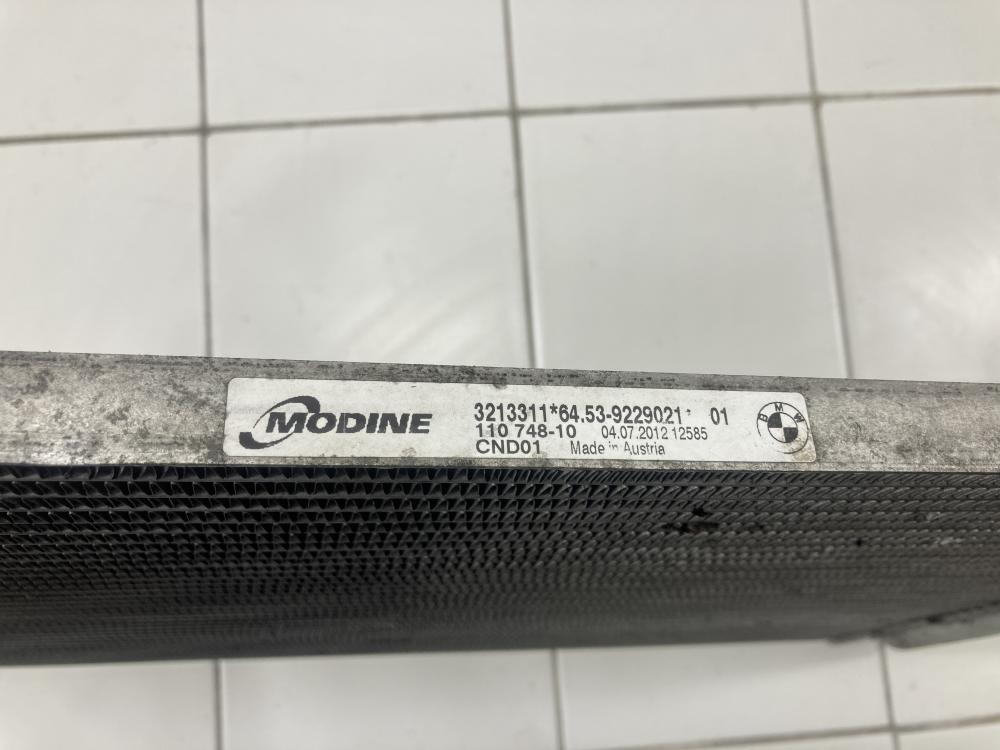 MODINE
3213311*64.53-9229021* 01
110 748-10 04.07.2012 12585
CND01 Made in Austria
BMW